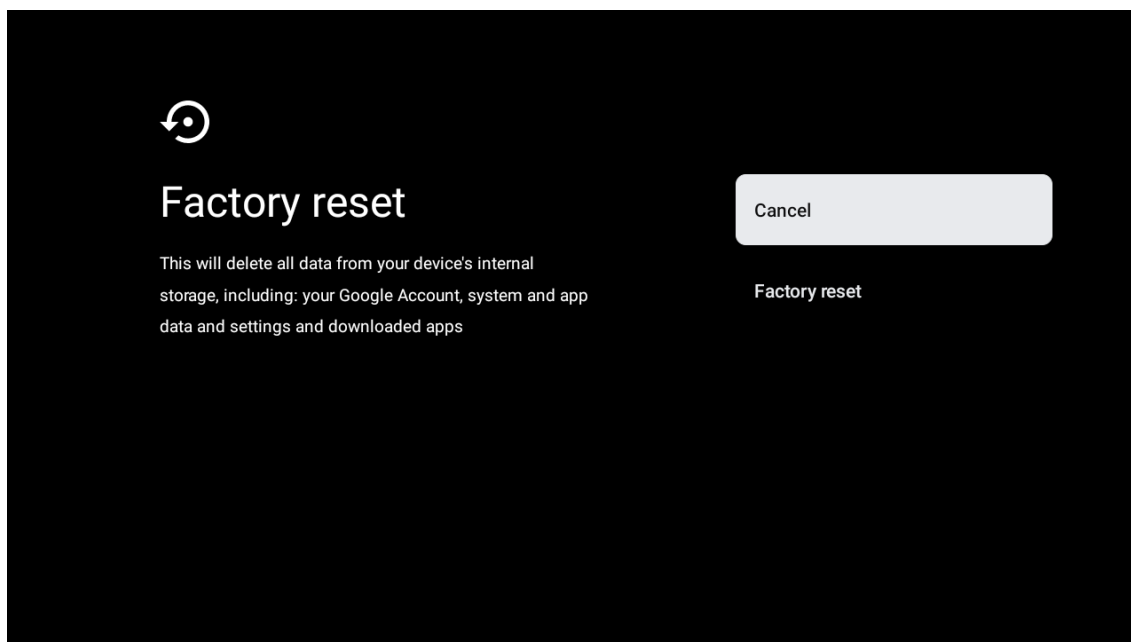 Factory reset
This will delete all data from your device's internal
storage, including: your Google Account, system and app
data and settings and downloaded apps
Cancel
Factory reset